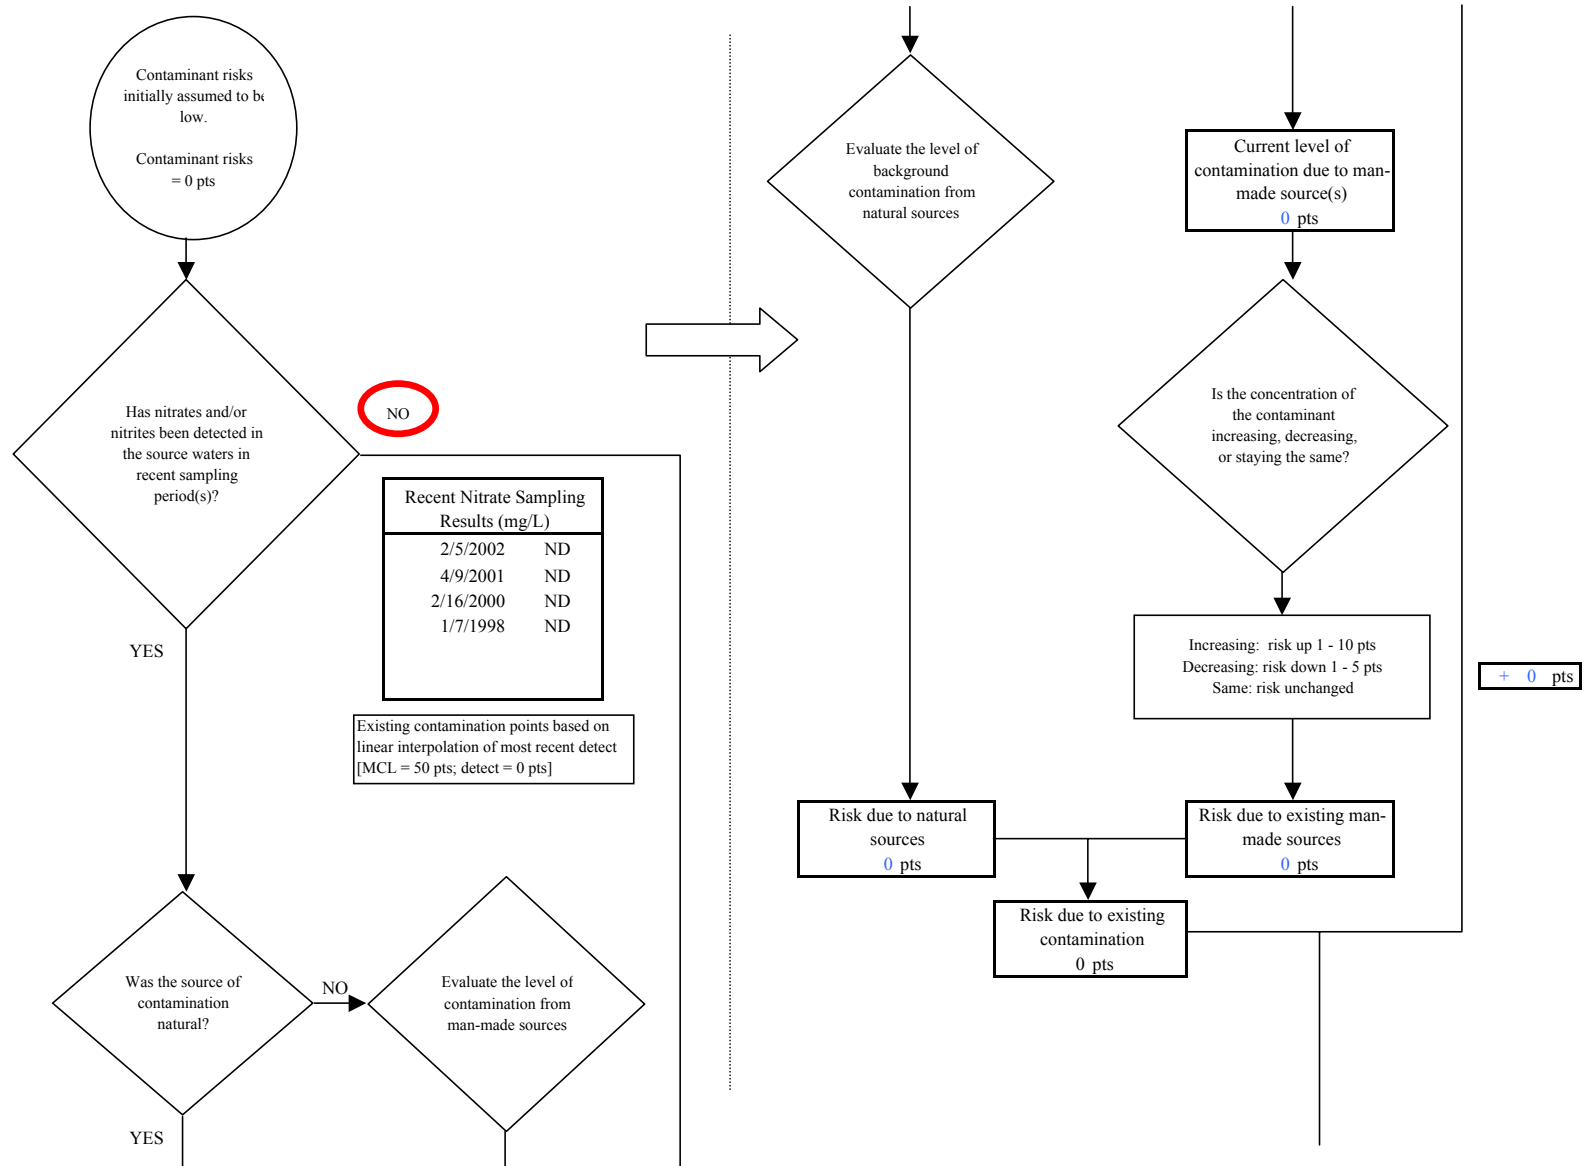 Contaminant risks
initially assumed to be
low.
Contaminant risks
= 0 pts
Has nitrates and/or
nitrites been detected in
the source waters in
recent sampling
period(s)?
NO
Recent Nitrate Sampling
Results (mg/L)
2/5/2002 ND
4/9/2001 ND
2/16/2000 ND
1/7/1998 ND
YES
Existing contamination points based on
linear interpolation of most recent detect
[MCL = 50 pts; detect = 0 pts]
Was the source of
contamination
natural?
NO
Evaluate the level of
contamination from
man-made sources
YES
Evaluate the level of
background
contamination from
natural sources
Current level of
contamination due to man-
made source(s)
0 pts
Is the concentration of
the contaminant
increasing, decreasing,
or staying the same?
Increasing: risk up 1 - 10 pts
Decreasing: risk down 1 - 5 pts
Same: risk unchanged
+ 0 pts
Risk due to natural
sources
0 pts
Risk due to existing man-
made sources
0 pts
Risk due to existing
contamination
0 pts